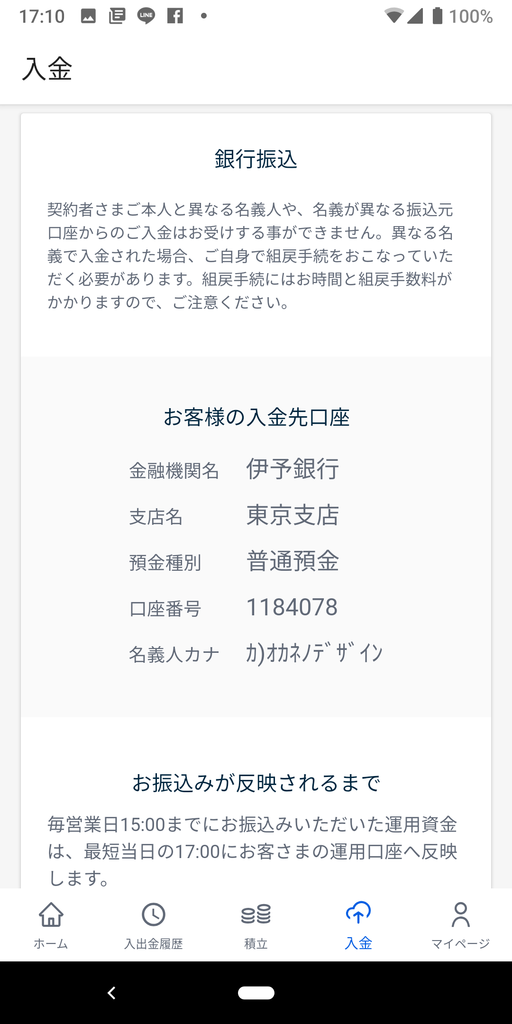 17:10
LINE
100%
入金
銀行振込
契約者さまご本人と異なる名義人や、名義が異なる振込元
口座からのご入金はお受けする事ができません。異なる名
義で入金された場合、ご自身で組戻手続をおこなっていた
だく必要があります。組戻手続にはお時間と組戻手数料が
かかりますので、ご注意ください。
お客様の入金先口座
金融機関名 伊予銀行
支店名 東京支店
預金種別 普通預金
口座番号 1184078
名義人カナ カ)オカネノデザイン
お振込みが反映されるまで
毎営業日15:00までにお振込みいただいた運用資金
は、最短当日の17:00にお客さまの運用口座へ反映
します。
ホーム 入出金履歴 積立 入金 マイページ